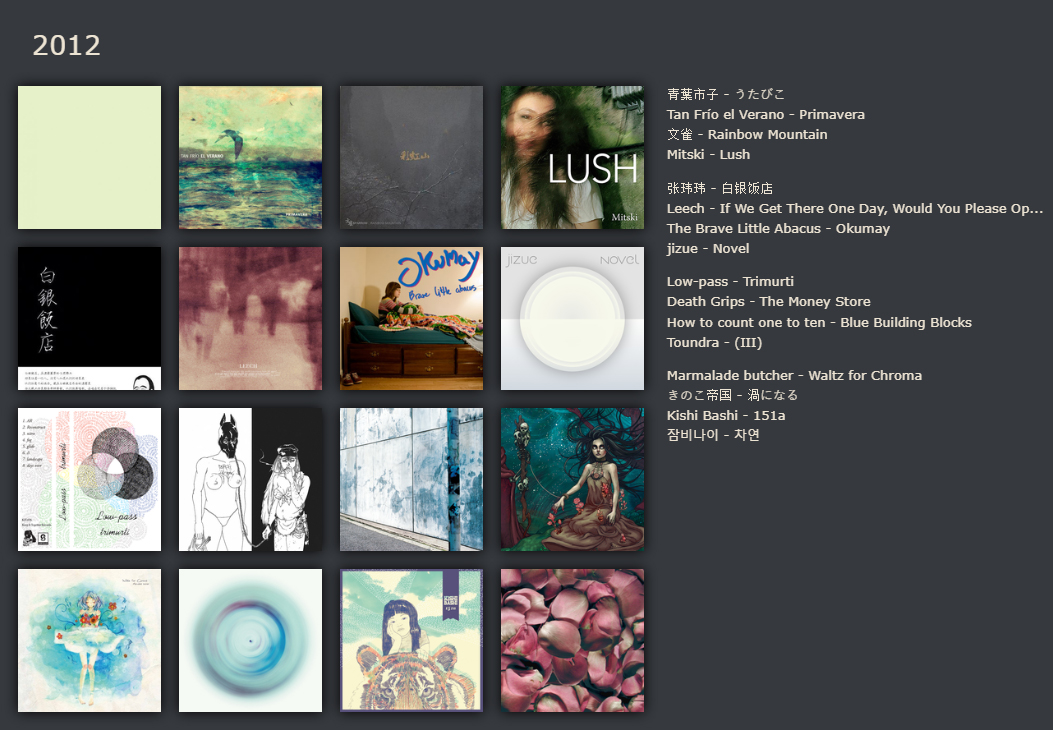 2012
青葉市子 - うたびこ
Tan Frío el Verano - Primavera
文雀 - Rainbow Mountain
Mitski - Lush
张玮玮 - 白银饭店
Leech - If We Get There One Day, Would You Please Op...
The Brave Little Abacus - Okumay
jizue - Novel
Low-pass - Trimurti
Death Grips - The Money Store
How to count one to ten - Blue Building Blocks
Toundra - (III)
Marmalade butcher - Waltz for Chroma
きのこ帝国 - 渦になる
Kishi Bashi - 151a
잠비나이 - 차연
TAN FRÍO EL VERANO
PRIMAVERA
LUSH
Mitski
白銀飯店
LEECH
Okumay
Brave little abacus
jizue
novel
Low-pass
trimurti
Low-pass
trimurti